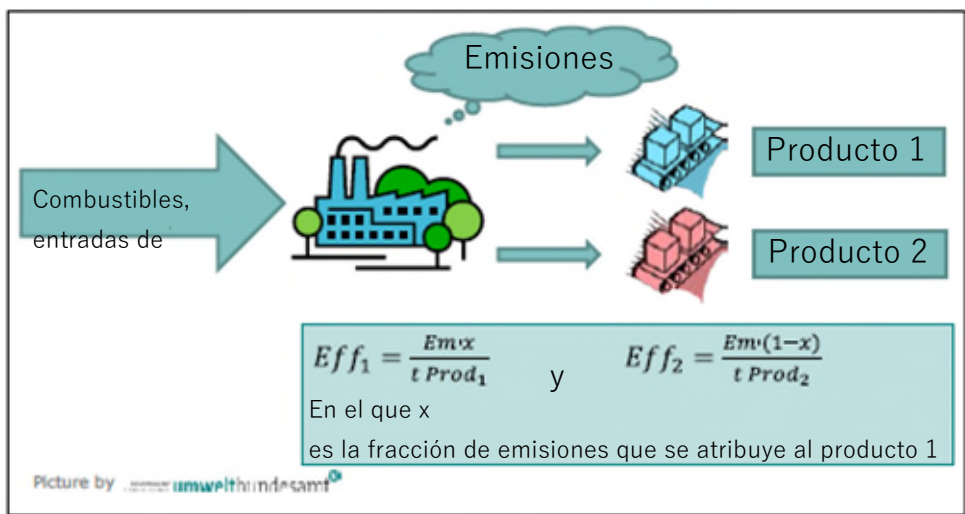 Emisiones
Combustibles,
entradas de
Producto 1
Producto 2
Eff₁ = Em·x / t Prod₁ y Eff₂ = Em·(1−x) / t Prod₂
En el que x
es la fracción de emisiones que se atribuye al producto 1
Picture by umwelthundesamt